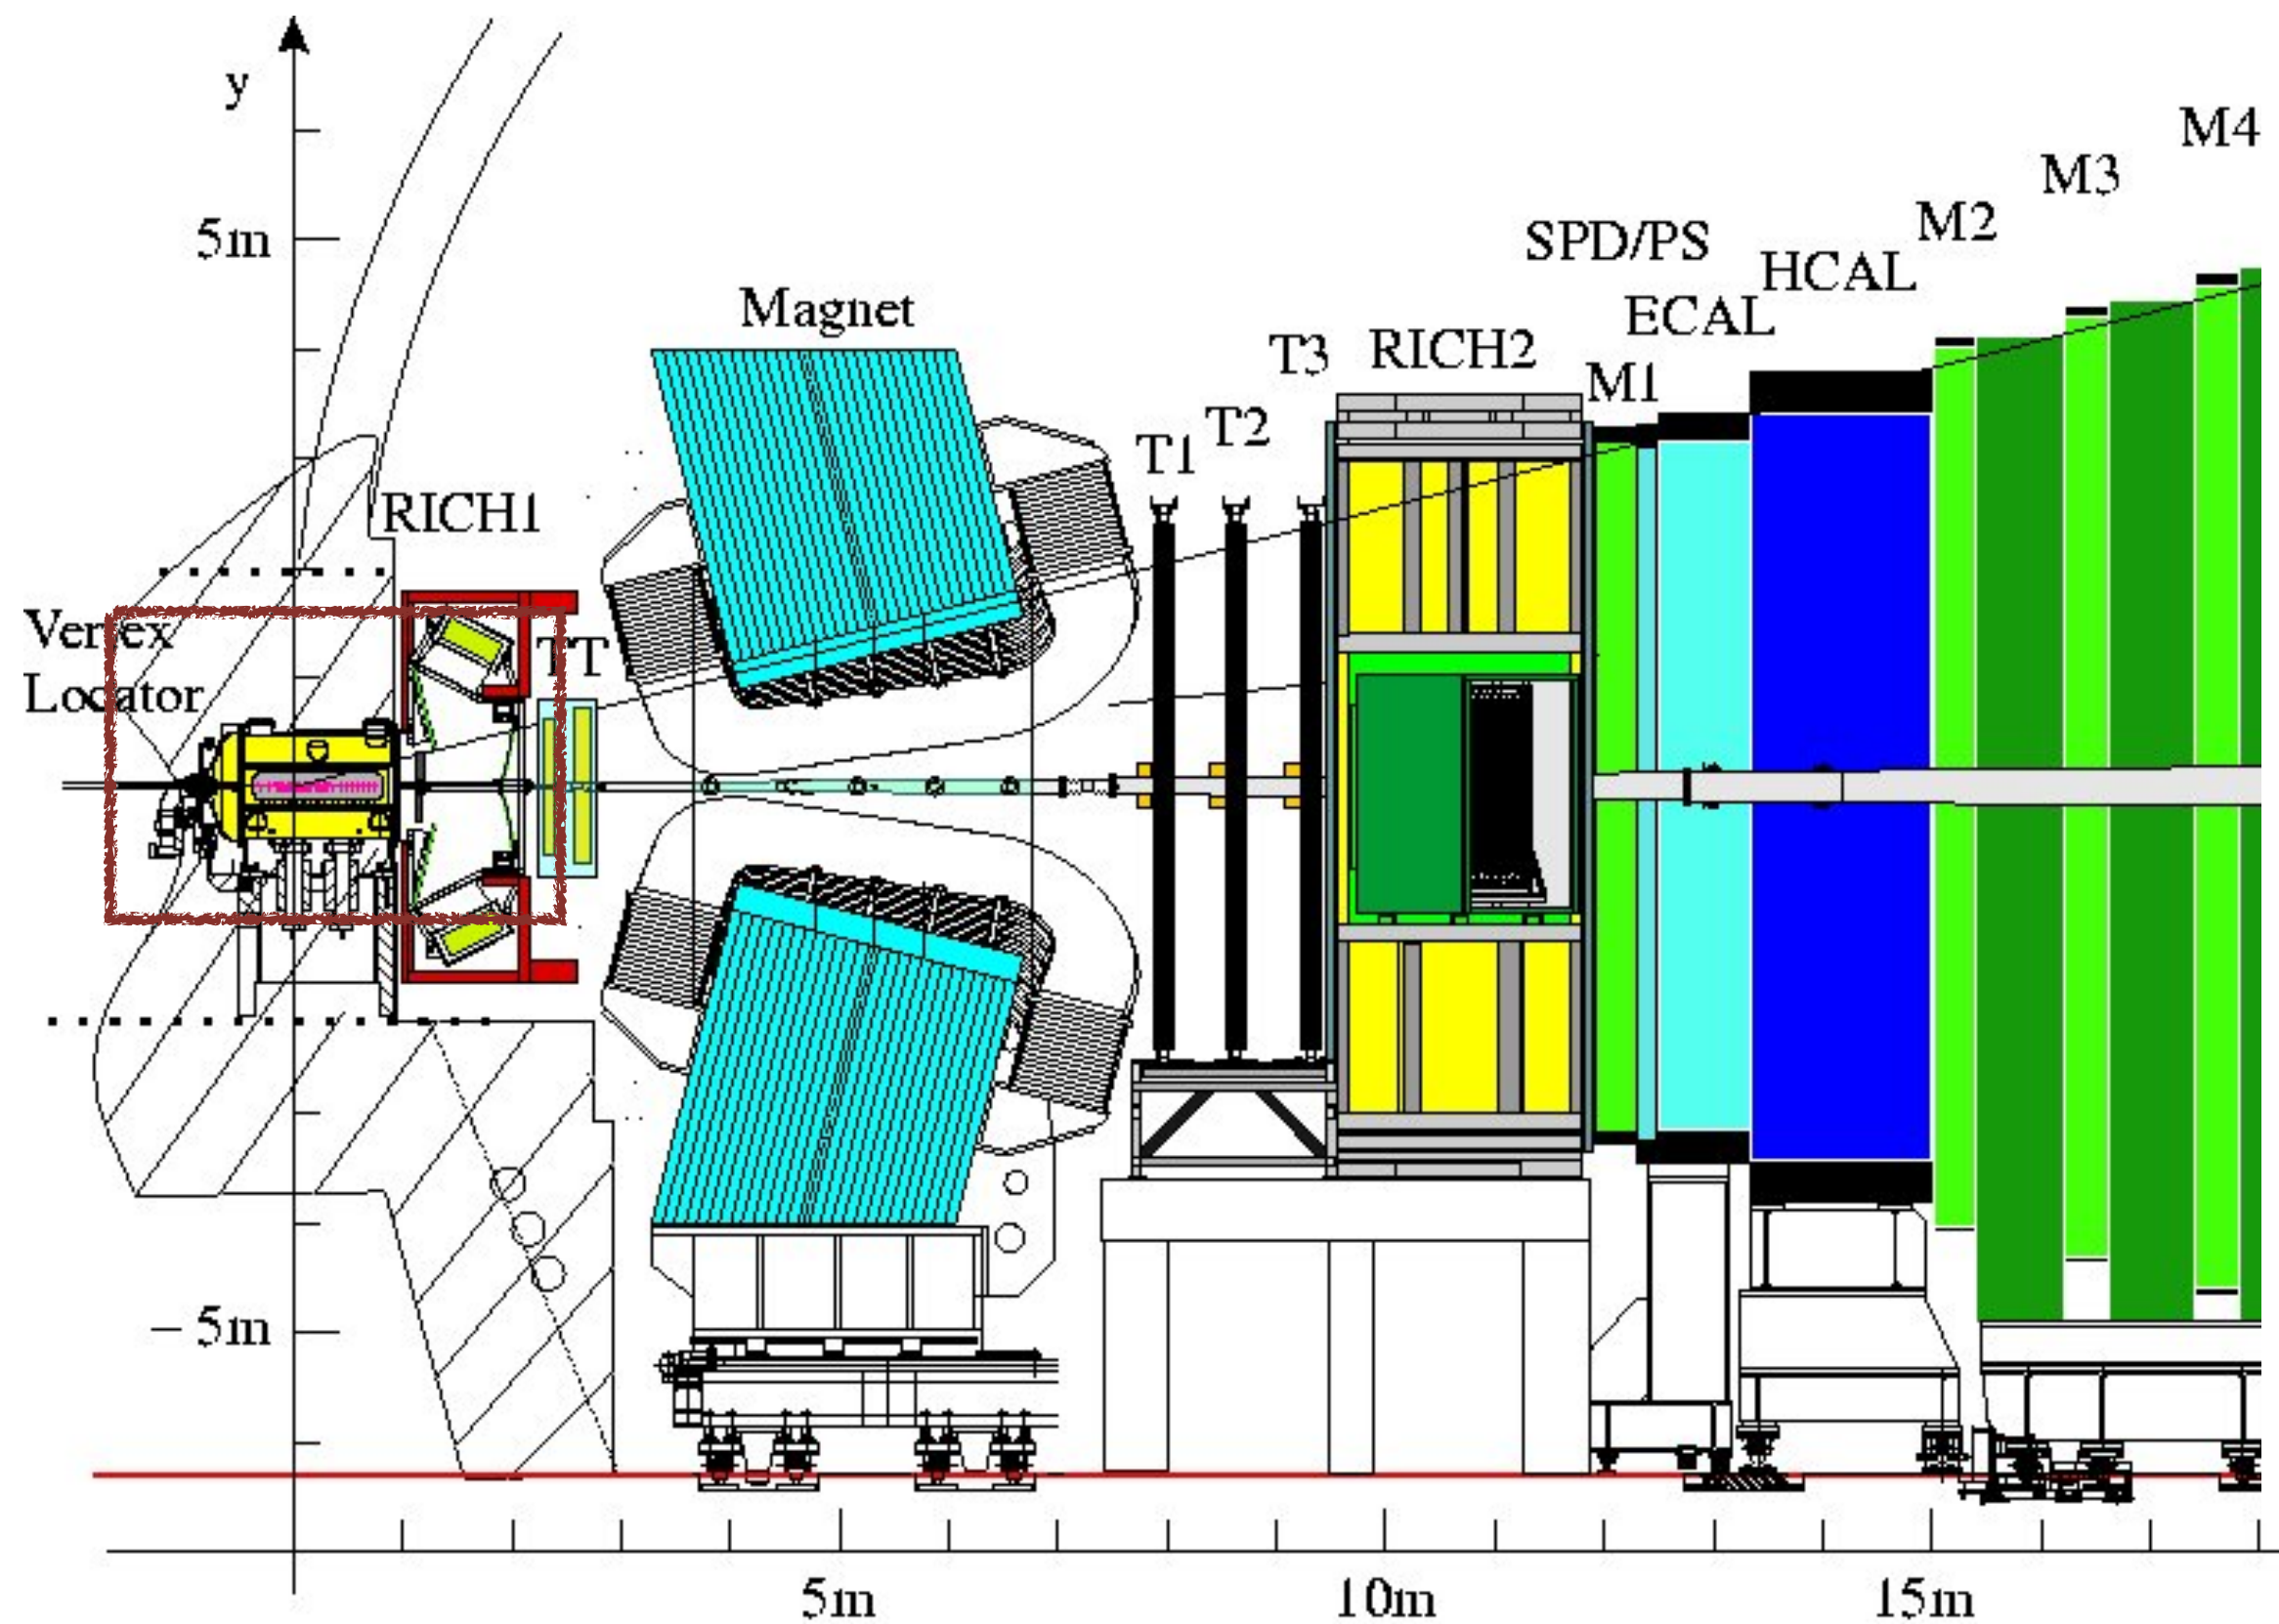 y
5m
Magnet
RICH1
Vertex
Locator
TT
T1
T2
T3
RICH2
M1
SPD/PS
ECAL
HCAL
M2
M3
M4
– 5m
5m
10m
15m